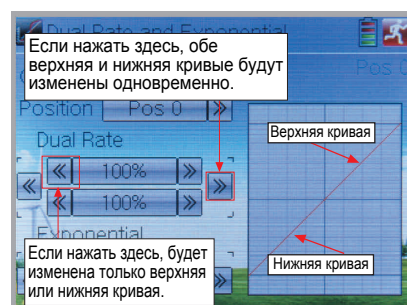 Dual Rate and Exponential
Если нажать здесь, обе
верхняя и нижняя кривые будут
изменены одновременно.
Pos 0
Position Pos 0
Верхняя кривая
Dual Rate
100%
100%
Exponential
Если нажать здесь, будет
изменена только верхняя
или нижняя кривая.
Нижняя кривая